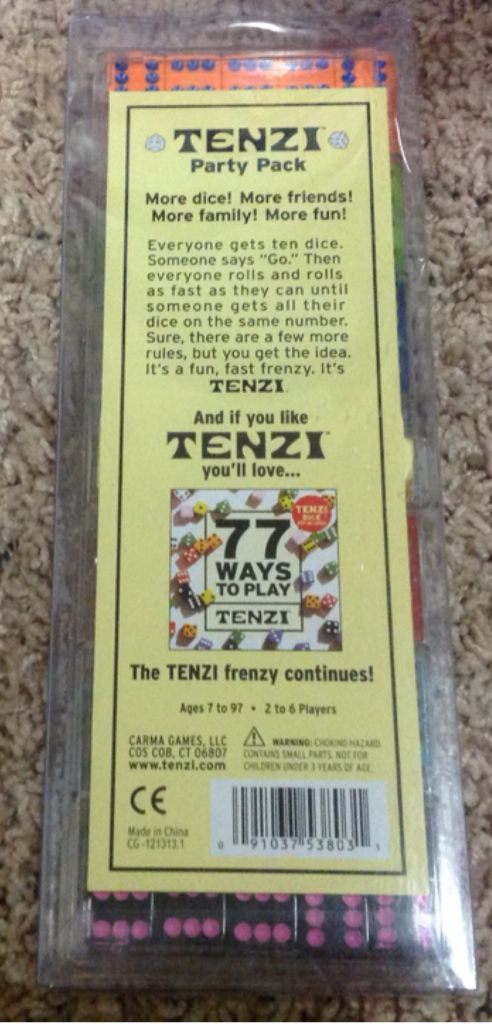 TENZI™
Party Pack
More dice! More friends!
More family! More fun!
Everyone gets ten dice.
Someone says "Go." Then
everyone rolls and rolls
as fast as they can until
someone gets all their
dice on the same number.
Sure, there are a few more
rules, but you get the idea.
It's a fun, fast frenzy. It's
TENZI.
And if you like
TENZI™
you'll love...
TENZI
DICE
77
WAYS
TO PLAY
TENZI
The TENZI frenzy continues!
Ages 7 to 97 • 2 to 6 Players
CARMA GAMES, LLC
COS COB, CT 06807
www.tenzi.com
WARNING: CHOKING HAZARD.
CONTAINS SMALL PARTS. NOT FOR
CHILDREN UNDER 3 YEARS OF AGE.
CE
Made in China
CG-121313.1
0 91037 53803 1